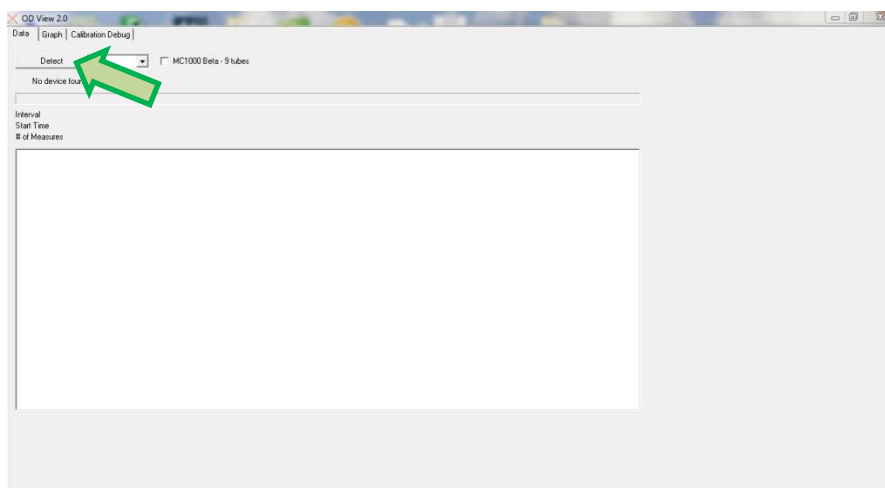 OD View 2.0
Data Graph Calibration Debug
Detect MC1000 Beta - 9 tubes
No device
Interval
Start Time
# of Measures